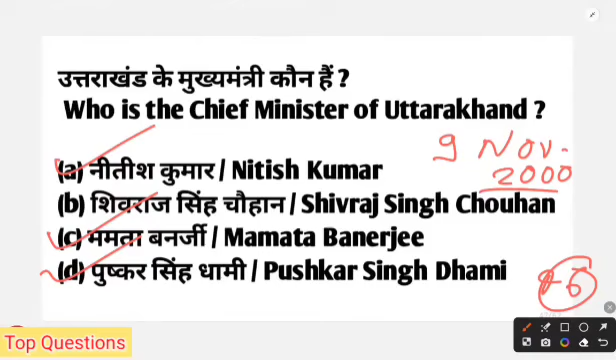 उत्तराखंड के मुख्यमंत्री कौन हैं ?
Who is the Chief Minister of Uttarakhand ?
9 Nov.
2000
(a) नीतीश कुमार / Nitish Kumar
(b) शिवराज सिंह चौहान / Shivraj Singh Chouhan
(c) ममता बनर्जी / Mamata Banerjee
(d) पुष्कर सिंह धामी / Pushkar Singh Dhami
Top Questions